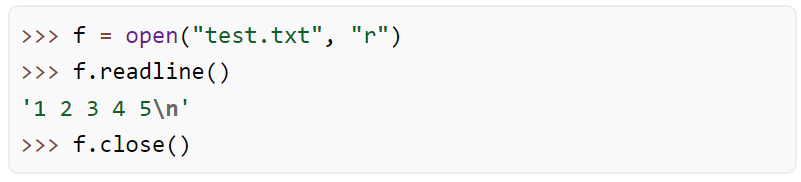 >>> f = open("test.txt", "r")
>>> f.readline()
'1 2 3 4 5\n'
>>> f.close()